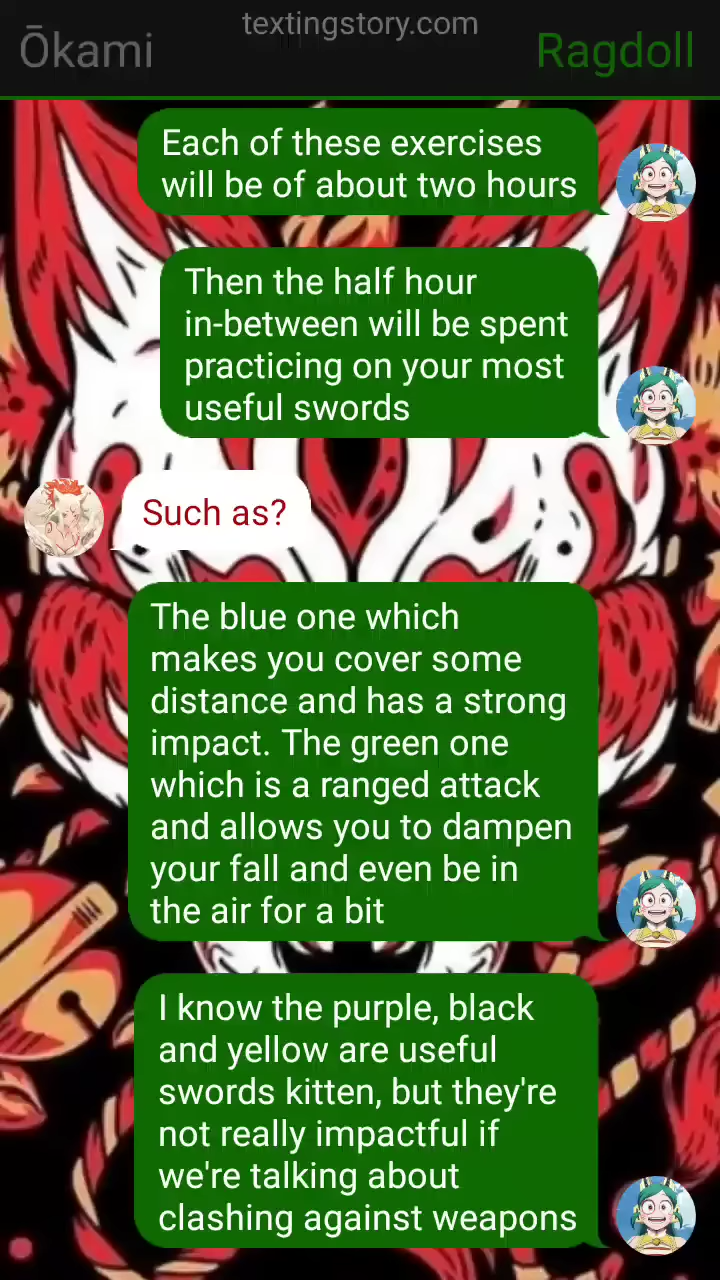 textingstory.com
Ōkami
Ragdoll
Each of these exercises
will be of about two hours
Then the half hour
in-between will be spent
practicing on your most
useful swords
Such as?
The blue one which
makes you cover some
distance and has a strong
impact. The green one
which is a ranged attack
and allows you to dampen
your fall and even be in
the air for a bit
I know the purple, black
and yellow are useful
swords kitten, but they're
not really impactful if
we're talking about
clashing against weapons